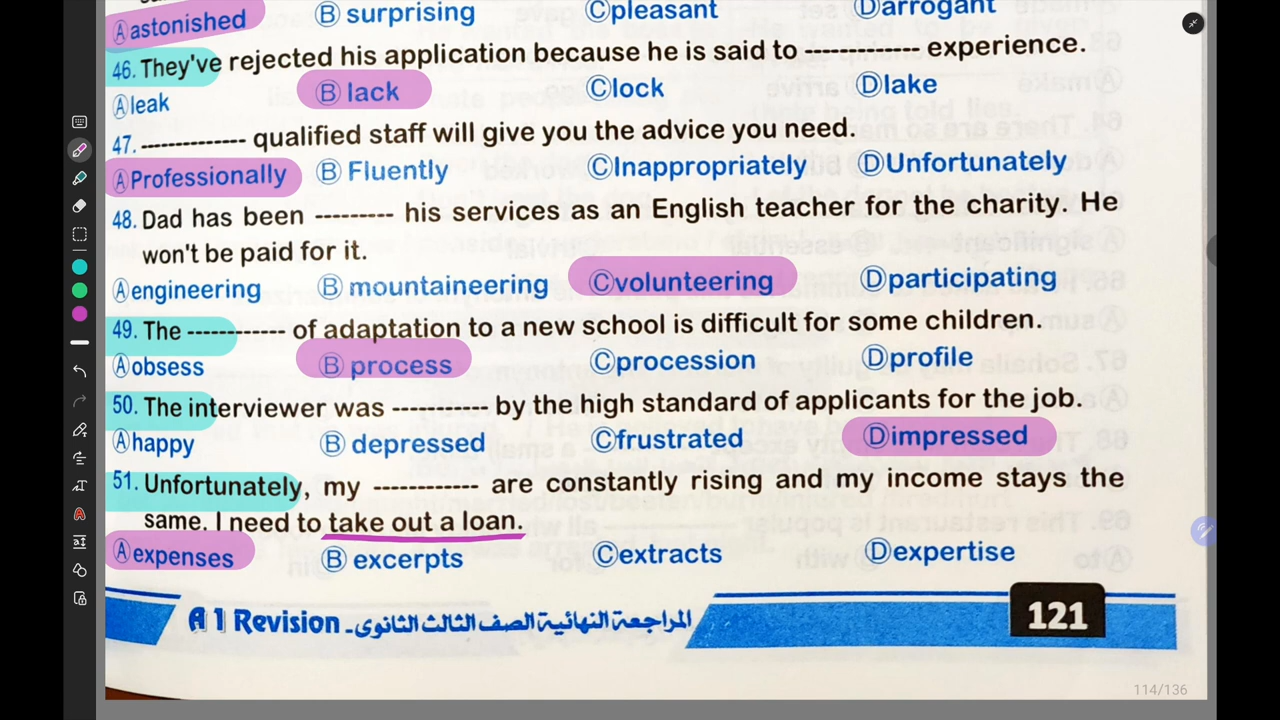 Ⓐastonished Ⓑ surprising Ⓒpleasant Ⓓarrogant
46. They've rejected his application because he is said to ------------- experience.
Ⓐleak Ⓑ lack Ⓒlock Ⓓlake
47. -------------- qualified staff will give you the advice you need.
ⒶProfessionally Ⓑ Fluently ⒸInappropriately Ⓓ Unfortunately
48. Dad has been --------- his services as an English teacher for the charity. He
won't be paid for it.
Ⓐengineering Ⓑ mountaineering Ⓒvolunteering Ⓓparticipating
49. The ------------ of adaptation to a new school is difficult for some children.
Ⓐobsess Ⓑ process Ⓒprocession Ⓓprofile
50. The interviewer was ----------- by the high standard of applicants for the job.
Ⓐhappy Ⓑ depressed Ⓒfrustrated Ⓓimpressed
51. Unfortunately, my ------------ are constantly rising and my income stays the
same. I need to take out a loan.
Ⓐexpenses Ⓑ excerpts Ⓒextracts Ⓓexpertise
A 1 Revision - المراجعة النهائية الصف الثالث الثانوى
121
114/136